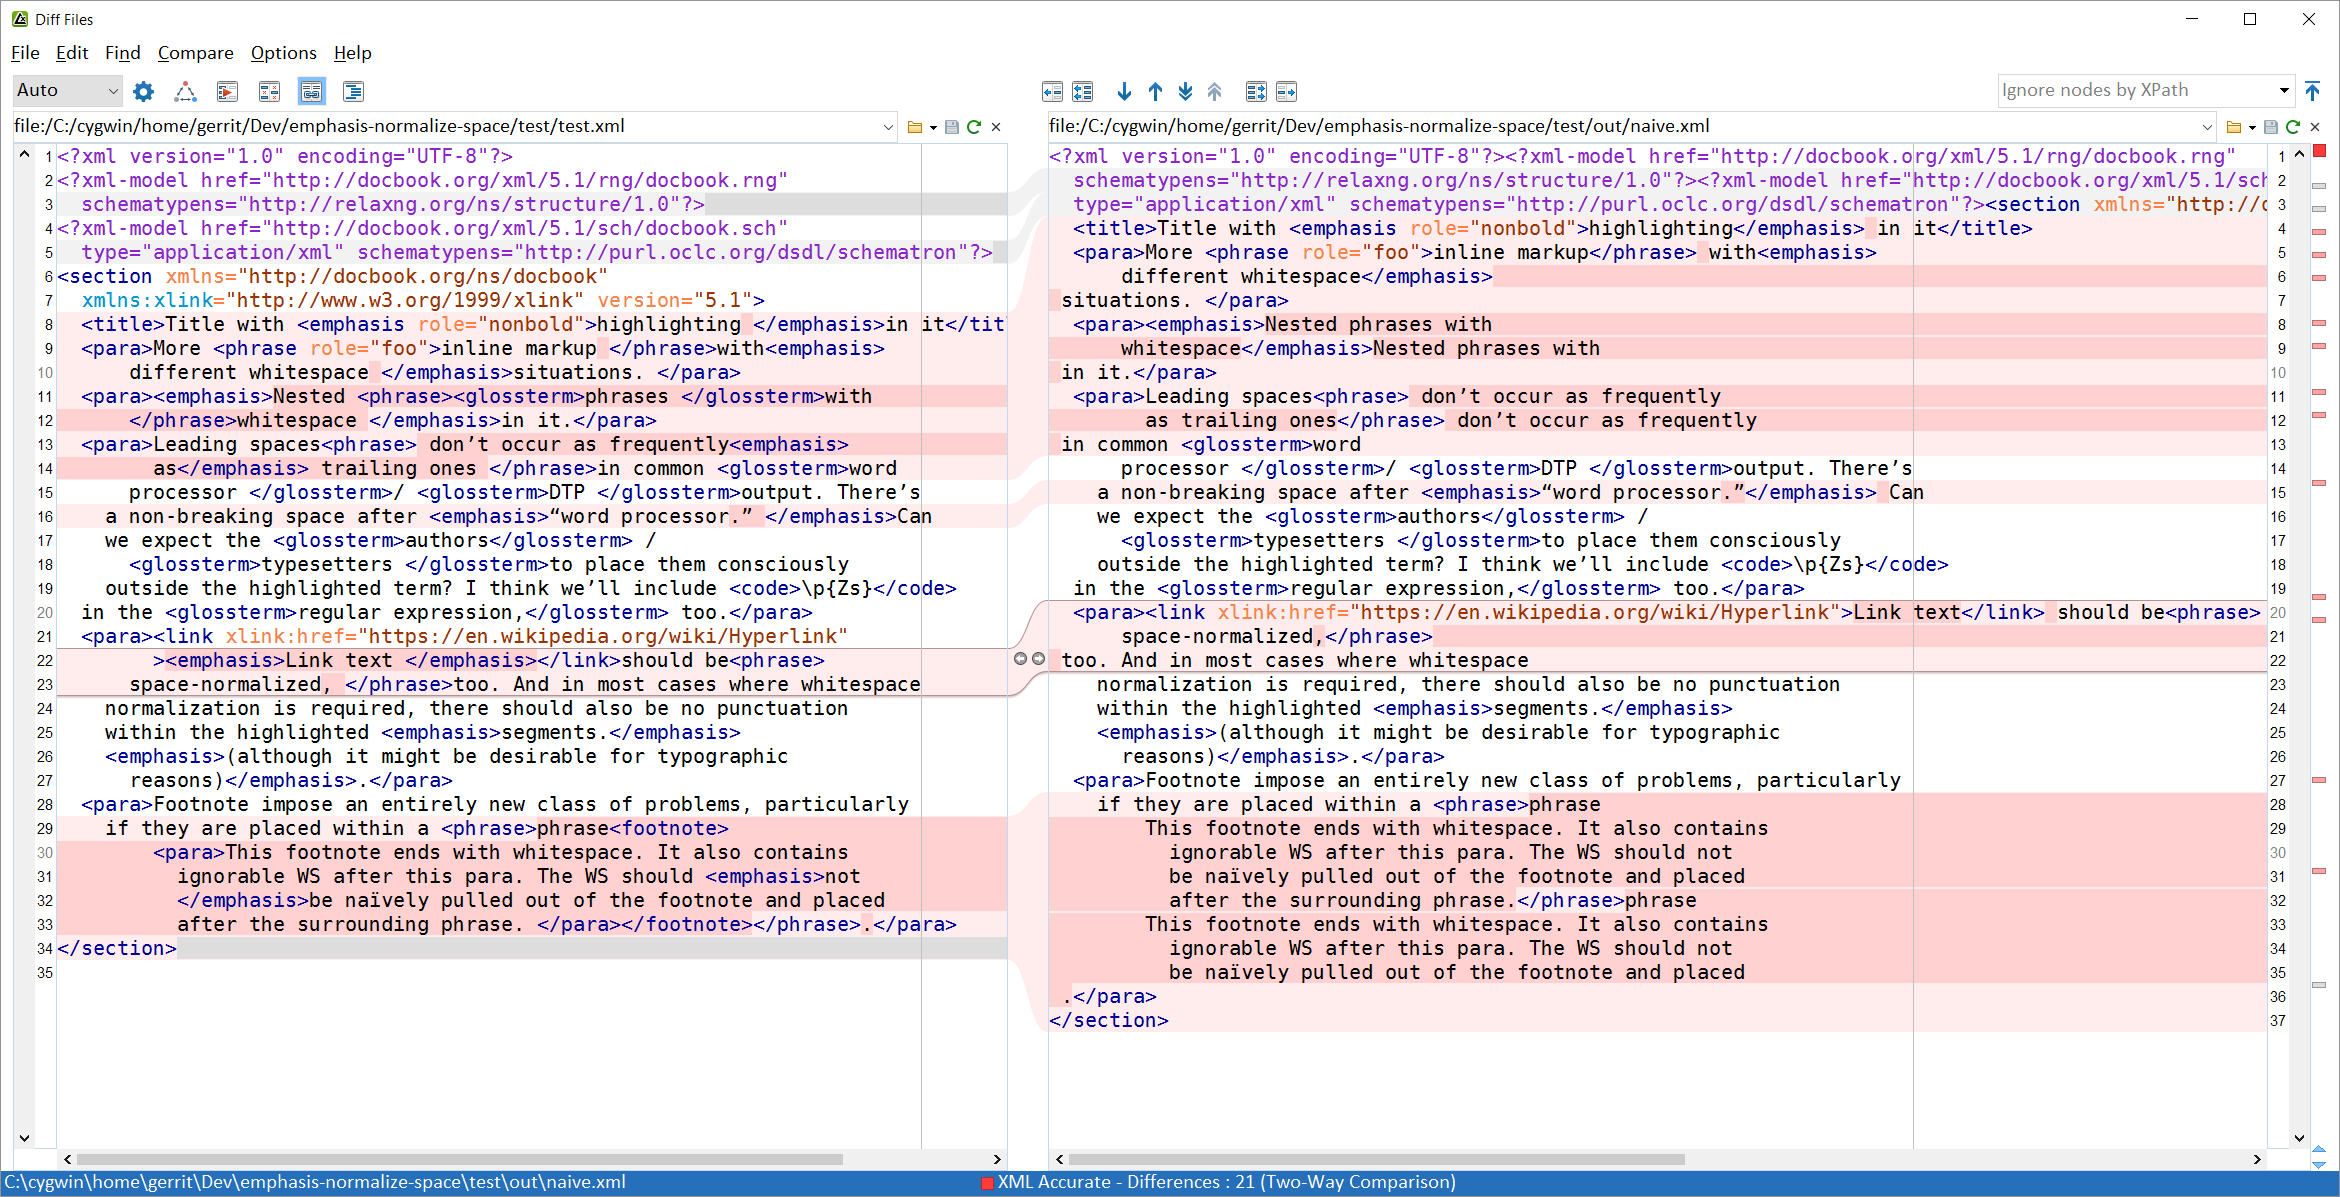 Diff Files
File Edit Find Compare Options Help
Auto
Ignore nodes by XPath
file:/C:/cygwin/home/gerrit/Dev/emphasis-normalize-space/test/test.xml
1 <?xml version="1.0" encoding="UTF-8"?>
2 <?xml-model href="http://docbook.org/xml/5.1/rng/docbook.rng"
3 schematypens="http://relaxng.org/ns/structure/1.0"?>
4 <?xml-model href="http://docbook.org/xml/5.1/sch/docbook.sch"
5 type="application/xml" schematypens="http://purl.oclc.org/dsdl/schematron"?>
6 <section xmlns="http://docbook.org/ns/docbook"
7 xmlns:xlink="http://www.w3.org/1999/xlink" version="5.1">
8 <title>Title with <emphasis role="nonbold">highlighting </emphasis>in it</tit
9 <para>More <phrase role="foo">inline markup </phrase>with<emphasis>
10 different whitespace </emphasis>situations. </para>
11 <para><emphasis>Nested <phrase><glossterm>phrases </glossterm>with
12 </phrase>whitespace </emphasis>in it.</para>
13 <para>Leading spaces<phrase> don’t occur as frequently<emphasis>
14 as</emphasis> trailing ones </phrase>in common <glossterm>word
15 processor </glossterm>/ <glossterm>DTP </glossterm>output. There’s
16 a non-breaking space after <emphasis>“word processor.” </emphasis>Can
17 we expect the <glossterm>authors</glossterm> /
18 <glossterm>typesetters </glossterm>to place them consciously
19 outside the highlighted term? I think we’ll include <code>\p{Zs}</code>
20 in the <glossterm>regular expression,</glossterm> too.</para>
21 <para><link xlink:href="https://en.wikipedia.org/wiki/Hyperlink"
22 ><emphasis>Link text </emphasis></link>should be<phrase>
23 space-normalized, </phrase>too. And in most cases where whitespace
24 normalization is required, there should also be no punctuation
25 within the highlighted <emphasis>segments.</emphasis>
26 <emphasis>(although it might be desirable for typographic
27 reasons)</emphasis>.</para>
28 <para>Footnote impose an entirely new class of problems, particularly
29 if they are placed within a <phrase>phrase<footnote>
30 <para>This footnote ends with whitespace. It also contains
31 ignorable WS after this para. The WS should <emphasis>not
32 </emphasis>be naïvely pulled out of the footnote and placed
33 after the surrounding phrase. </para></footnote></phrase>.</para>
34 </section>
35
file:/C:/cygwin/home/gerrit/Dev/emphasis-normalize-space/test/out/naive.xml
<?xml version="1.0" encoding="UTF-8"?><?xml-model href="http://docbook.org/xml/5.1/rng/docbook.rng" 1
schematypens="http://relaxng.org/ns/structure/1.0"?><?xml-model href="http://docbook.org/xml/5.1/sch 2
type="application/xml" schematypens="http://purl.oclc.org/dsdl/schematron"?><section xmlns="http://d 3
<title>Title with <emphasis role="nonbold">highlighting</emphasis> in it</title> 4
<para>More <phrase role="foo">inline markup</phrase> with<emphasis> 5
different whitespace</emphasis> 6
situations. </para> 7
<para><emphasis>Nested phrases with 8
whitespace</emphasis>Nested phrases with 9
in it.</para> 10
<para>Leading spaces<phrase> don’t occur as frequently 11
as trailing ones</phrase> don’t occur as frequently 12
in common <glossterm>word 13
processor </glossterm>/ <glossterm>DTP </glossterm>output. There’s 14
a non-breaking space after <emphasis>“word processor.”</emphasis> Can 15
we expect the <glossterm>authors</glossterm> / 16
<glossterm>typesetters </glossterm>to place them consciously 17
outside the highlighted term? I think we’ll include <code>\p{Zs}</code> 18
in the <glossterm>regular expression,</glossterm> too.</para> 19
<para><link xlink:href="https://en.wikipedia.org/wiki/Hyperlink">Link text</link> should be<phrase> 20
space-normalized,</phrase> 21
too. And in most cases where whitespace 22
normalization is required, there should also be no punctuation 23
within the highlighted <emphasis>segments.</emphasis> 24
<emphasis>(although it might be desirable for typographic 25
reasons)</emphasis>.</para> 26
<para>Footnote impose an entirely new class of problems, particularly 27
if they are placed within a <phrase>phrase 28
This footnote ends with whitespace. It also contains 29
ignorable WS after this para. The WS should not 30
be naïvely pulled out of the footnote and placed 31
after the surrounding phrase.</phrase>phrase 32
This footnote ends with whitespace. It also contains 33
ignorable WS after this para. The WS should not 34
be naïvely pulled out of the footnote and placed 35
.</para> 36
</section> 37
C:\cygwin\home\gerrit\Dev\emphasis-normalize-space\test\out\naive.xml
XML Accurate - Differences : 21 (Two-Way Comparison)